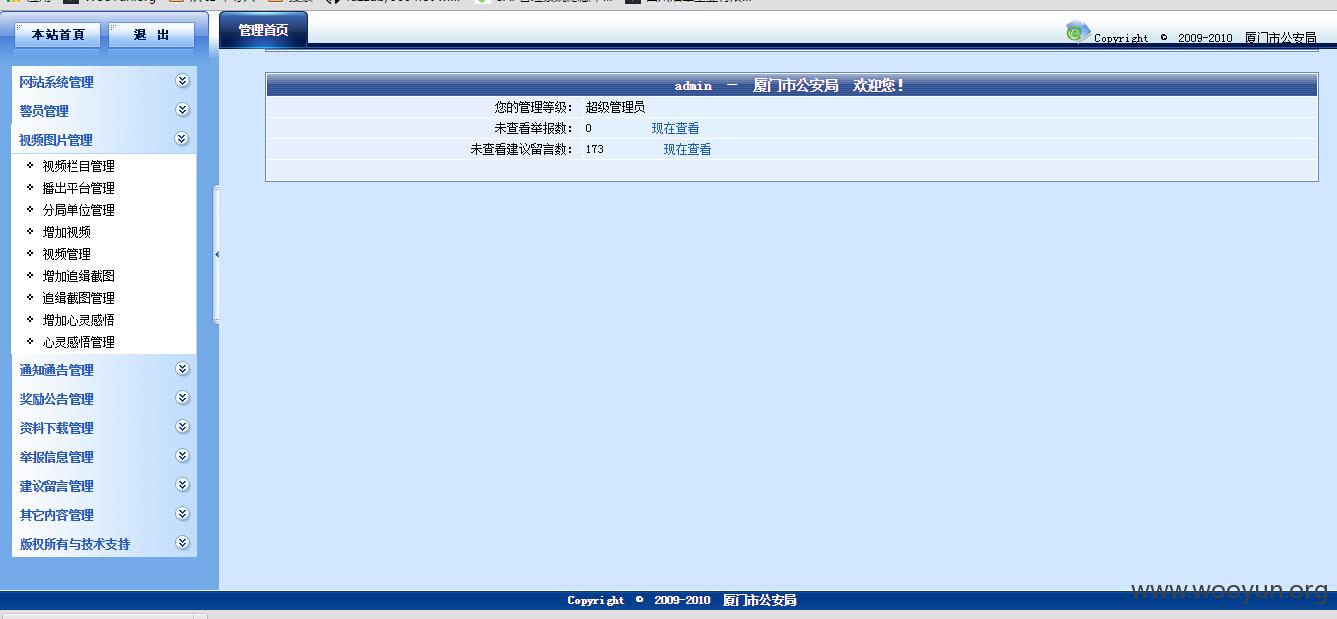 本站首页 退 出
管理首页
Copyright © 2009-2010 厦门市公安局
网站系统管理
警员管理
视频图片管理
视频栏目管理
播出平台管理
分局单位管理
增加视频
视频管理
增加追缉截图
追缉截图管理
增加心灵感悟
心灵感悟管理
通知通告管理
奖励公告管理
资料下载管理
举报信息管理
建议留言管理
其它内容管理
版权所有与技术支持
admin － 厦门市公安局 欢迎您！
您的管理等级： 超级管理员
未查看举报数： 0 现在查看
未查看建议留言数： 173 现在查看
www.wooyun.org
Copyright © 2009-2010 厦门市公安局